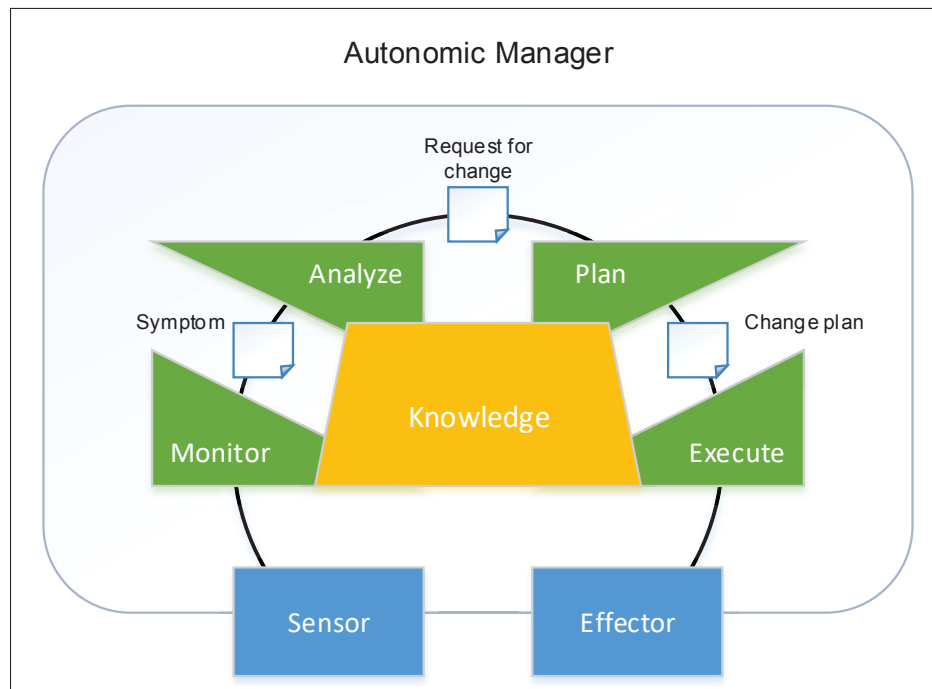 Autonomic Manager
Request for
change
Analyze
Plan
Symptom
Change plan
Knowledge
Monitor
Execute
Sensor
Effector